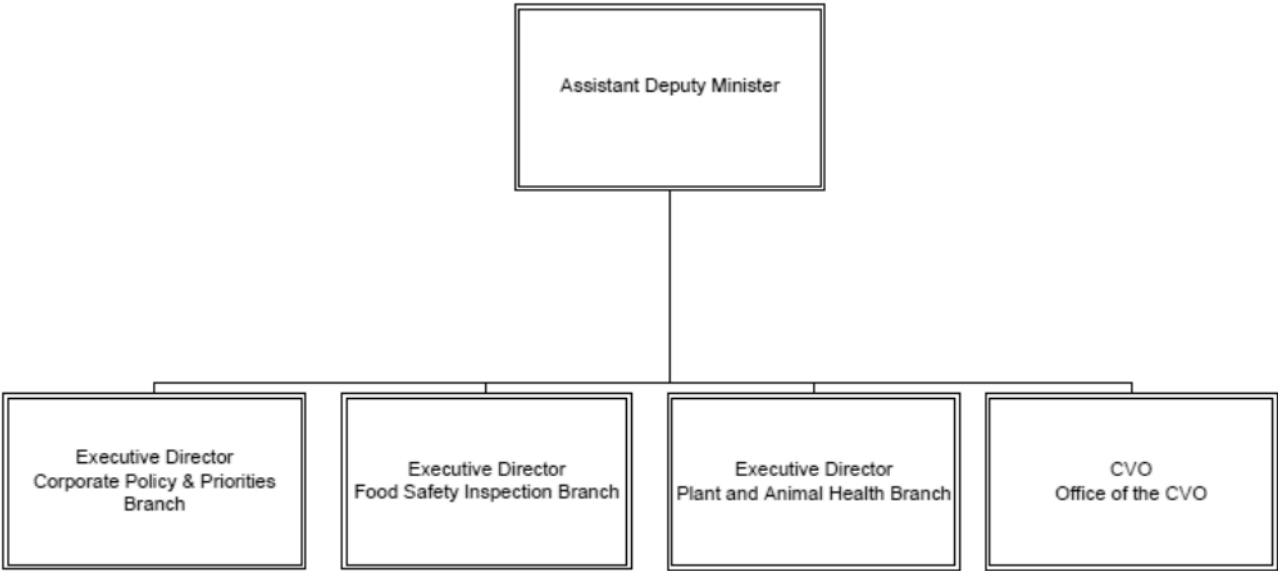 Assistant Deputy Minister
Executive Director
Corporate Policy & Priorities
Branch
Executive Director
Food Safety Inspection Branch
Executive Director
Plant and Animal Health Branch
CVO
Office of the CVO